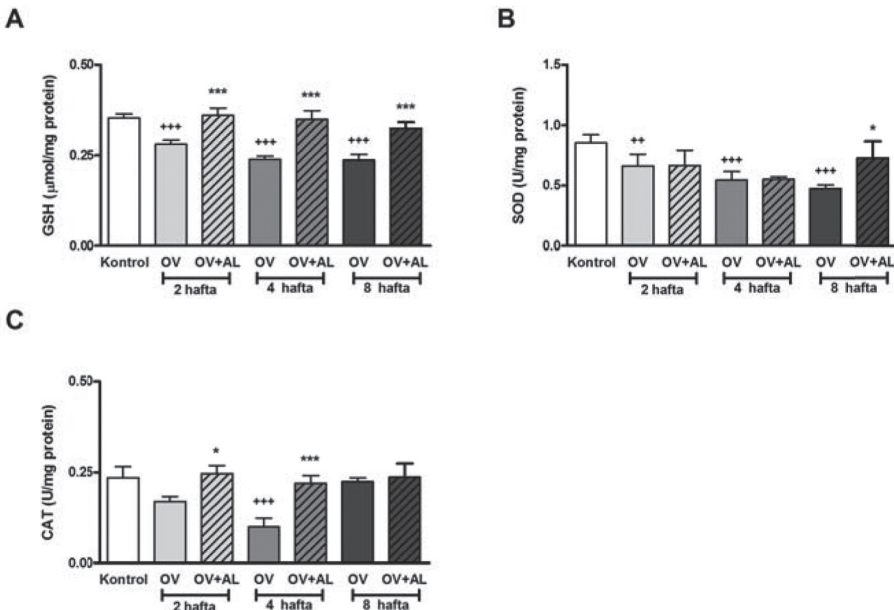 A
GSH (µmol/mg protein)
0.50
0.25
0.00
+++
***
+++
***
+++
***
Kontrol OV OV+AL OV OV+AL OV OV+AL
2 hafta 4 hafta 8 hafta
B
SOD (U/mg protein)
1.5
1.0
0.5
0.0
++
+++
+++
*
Kontrol OV OV+AL OV OV+AL OV OV+AL
2 hafta 4 hafta 8 hafta
C
CAT (U/mg protein)
0.50
0.25
0.00
*
+++
***
Kontrol OV OV+AL OV OV+AL OV OV+AL
2 hafta 4 hafta 8 hafta